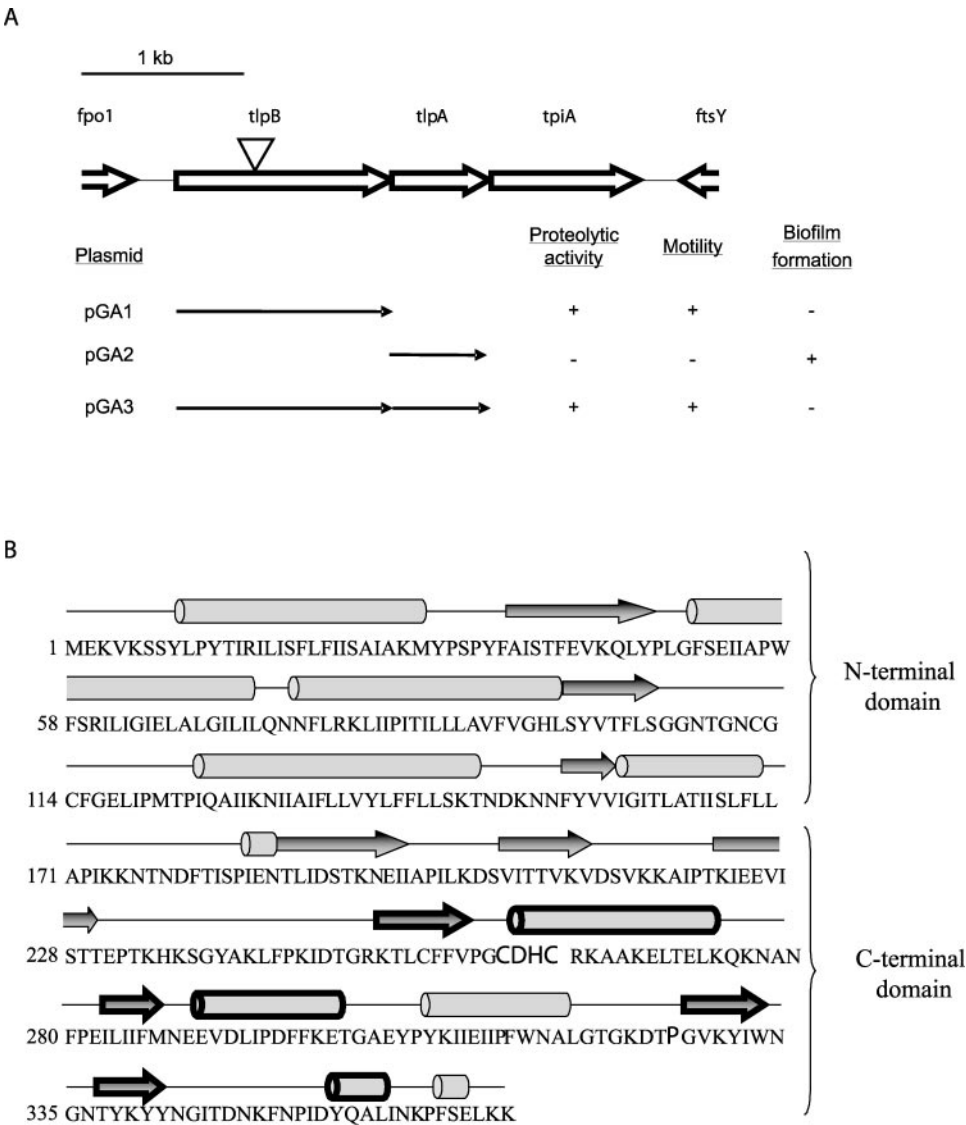 A
1 kb
fpo1 tlpB tlpA tpiA ftsY
Plasmid Proteolytic activity Motility Biofilm formation
pGA1 + + -
pGA2 - - +
pGA3 + + -
B
1 MEKVKSSYLPYTIRILISFLFIISAIAKMYPSPYFAISTFEVKQLYPLGFSEIIAPW
N-terminal domain
58 FSRILIGIELALGILILQNNFLRKLIIPITILLLAVFVGHLSYVTFLSGGNTGNCG
114 CFGELIPMTPIQAIIKNIIAIFLLVYLFFLLSKTNDKNNFYVVIGITLATIISLFLL
171 APIKKNTNDFTISPIENTLIDSTKNEIIAPILKDSVITTVKVDSVKKAIPTKIEEVI
228 STTEPTKHKSGYAKLFPKIDTGRKTLCFFVPGCDHC RKAAKELTELKQKNAN
C-terminal domain
280 FPEILIIFMNEEVDLIPDFFKETGAEYPYKIIEIIPFWNALGTGKDTPGVKYIWN
335 GNTYKYYNGITDNKFNPIDYQALINKPFSELKK